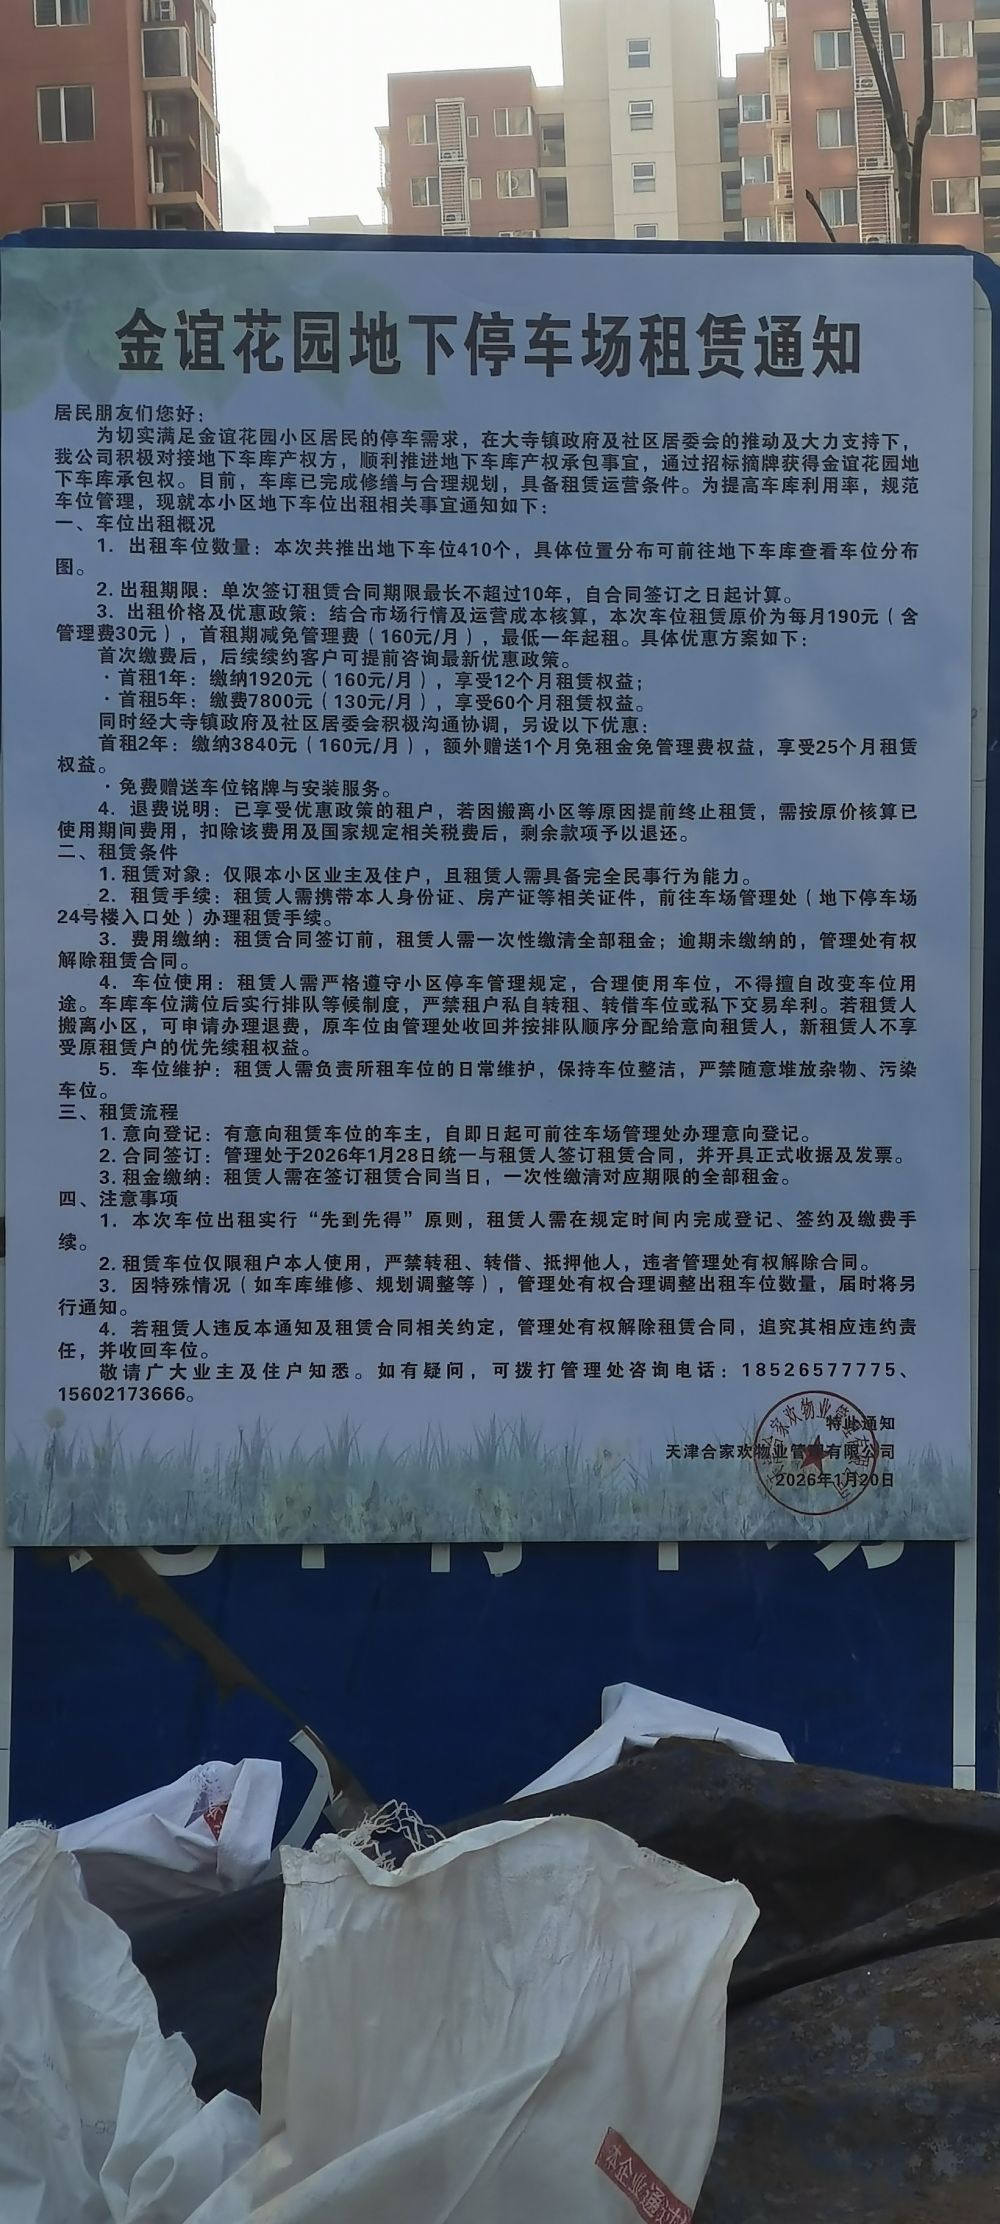 金谊花园地下停车场租赁通知
居民朋友们您好：
为切实满足金谊花园小区居民的停车需求，在大寺镇政府及社区居委会的推动及大力支持下，
我公司积极对接地下车库产权方，顺利推进地下车库产权承包事宜，通过招标摘牌获得金谊花园地
下车库承包权。目前，车库已完成修缮与合理规划，具备租赁运营条件。为提高车库利用率，规范
车位管理，现就本小区地下车位出租相关事宜通知如下：
一、车位出租概况
1. 出租车位数量：本次共推出地下车位410个，具体位置分布可前往地下车库查看车位分布
图。
2. 出租期限：单次签订租赁合同期限最长不超过10年，自合同签订之日起计算。
3. 出租价格及优惠政策：结合市场行情及运营成本核算，本次车位租赁原价为每月190元（含
管理费30元），首租期减免管理费（160元/月），最低一年起租。具体优惠方案如下：
首次缴费后，后续续约客户可提前咨询最新优惠政策。
·首租1年：缴纳1920元（160元/月），享受12个月租赁权益；
·首租5年：缴费7800元（130元/月），享受60个月租赁权益。
同时经大寺镇政府及社区居委会积极沟通协调，另设以下优惠：
首租2年：缴纳3840元（160元/月），额外赠送1个月免租金免管理费权益，享受25个月租赁
权益。
·免费赠送车位铭牌与安装服务。
4. 退费说明：已享受优惠政策的租户，若因搬离小区等原因提前终止租赁，需按原价核算已
使用期间费用，扣除该费用及国家规定相关税费后，剩余款项予以退还。
二、租赁条件
1. 租赁对象：仅限本小区业主及住户，且租赁人需具备完全民事行为能力。
2. 租赁手续：租赁人需携带本人身份证、房产证等相关证件，前往车场管理处（地下停车场
24号楼入口处）办理租赁手续。
3. 费用缴纳：租赁合同签订前，租赁人需一次性缴清全部租金；逾期未缴纳的，管理处有权
解除租赁合同。
4. 车位使用：租赁人需严格遵守小区停车管理规定，合理使用车位，不得擅自改变车位用
途。车库车位满位后实行排队等候制度，严禁租户私自转租、转借车位或私下交易牟利。若租赁人
搬离小区，可申请办理退费，原车位由管理处收回并按排队顺序分配给意向租赁人，新租赁人不享
受原租赁户的优先续租权益。
5. 车位维护：租赁人需负责所租车位的日常维护，保持车位整洁，严禁随意堆放杂物、污染
车位。
三、租赁流程
1. 意向登记：有意向租赁车位的车主，自即日起可前往车场管理处办理意向登记。
2. 合同签订：管理处于2026年1月28日统一与租赁人签订租赁合同，并开具正式收据及发票。
3. 租金缴纳：租赁人需在签订租赁合同当日，一次性缴清对应期限的全部租金。
四、注意事项
1. 本次车位出租实行“先到先得”原则，租赁人需在规定时间内完成登记、签约及缴费手
续。
2. 租赁车位仅限租户本人使用，严禁转租、转借、抵押他人，违者管理处有权解除合同。
3. 因特殊情况（如车库维修、规划调整等），管理处有权合理调整出租车位数量，届时将另
行通知。
4. 若租赁人违反本通知及租赁合同相关约定，管理处有权解除租赁合同，追究其相应违约责
任，并收回车位。
敬请广大业主及住户知悉。如有疑问，可拨打管理处咨询电话：18526577775、
15602173666。
特此通知
天津合家欢物业管理有限公司
2026年1月20日
本企业通过